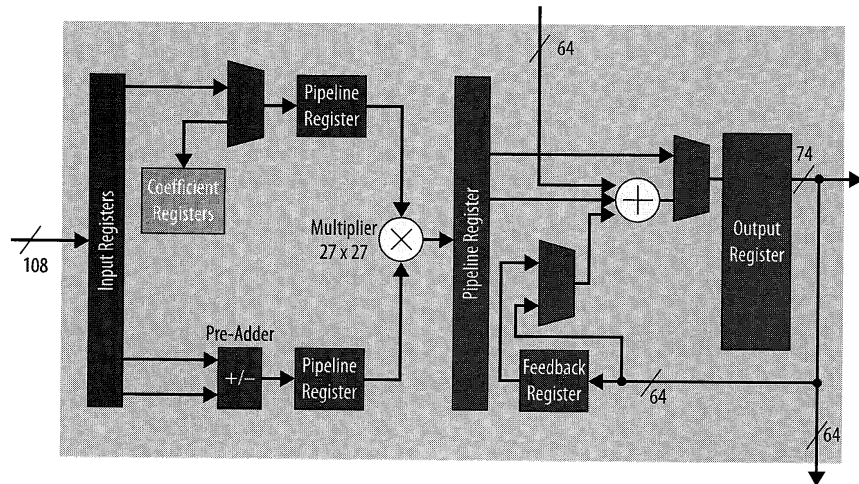 64
Input Registers
Pipeline
Register
Coefficient
Registers
74
Multiplier
27 x 27
Pipeline Register
Output
Register
108
Pre-Adder
+/−
Pipeline
Register
Feedback
Register
64
64